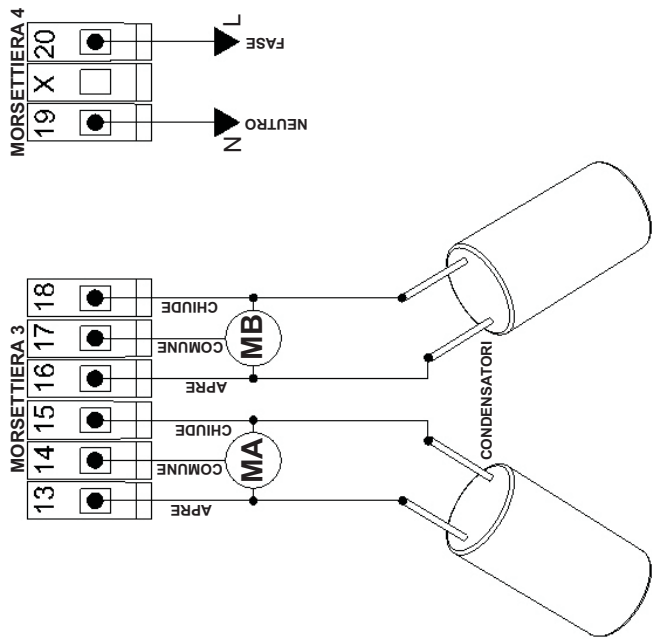 MORSETTIERA 3
13
14
15
16
17
18
APRE
COMUNE
CHIUDE
APRE
COMUNE
CHIUDE
MA
MB
CONDENSATORI
MORSETTIERA 4
19
X
20
N
NEUTRO
L
FASE